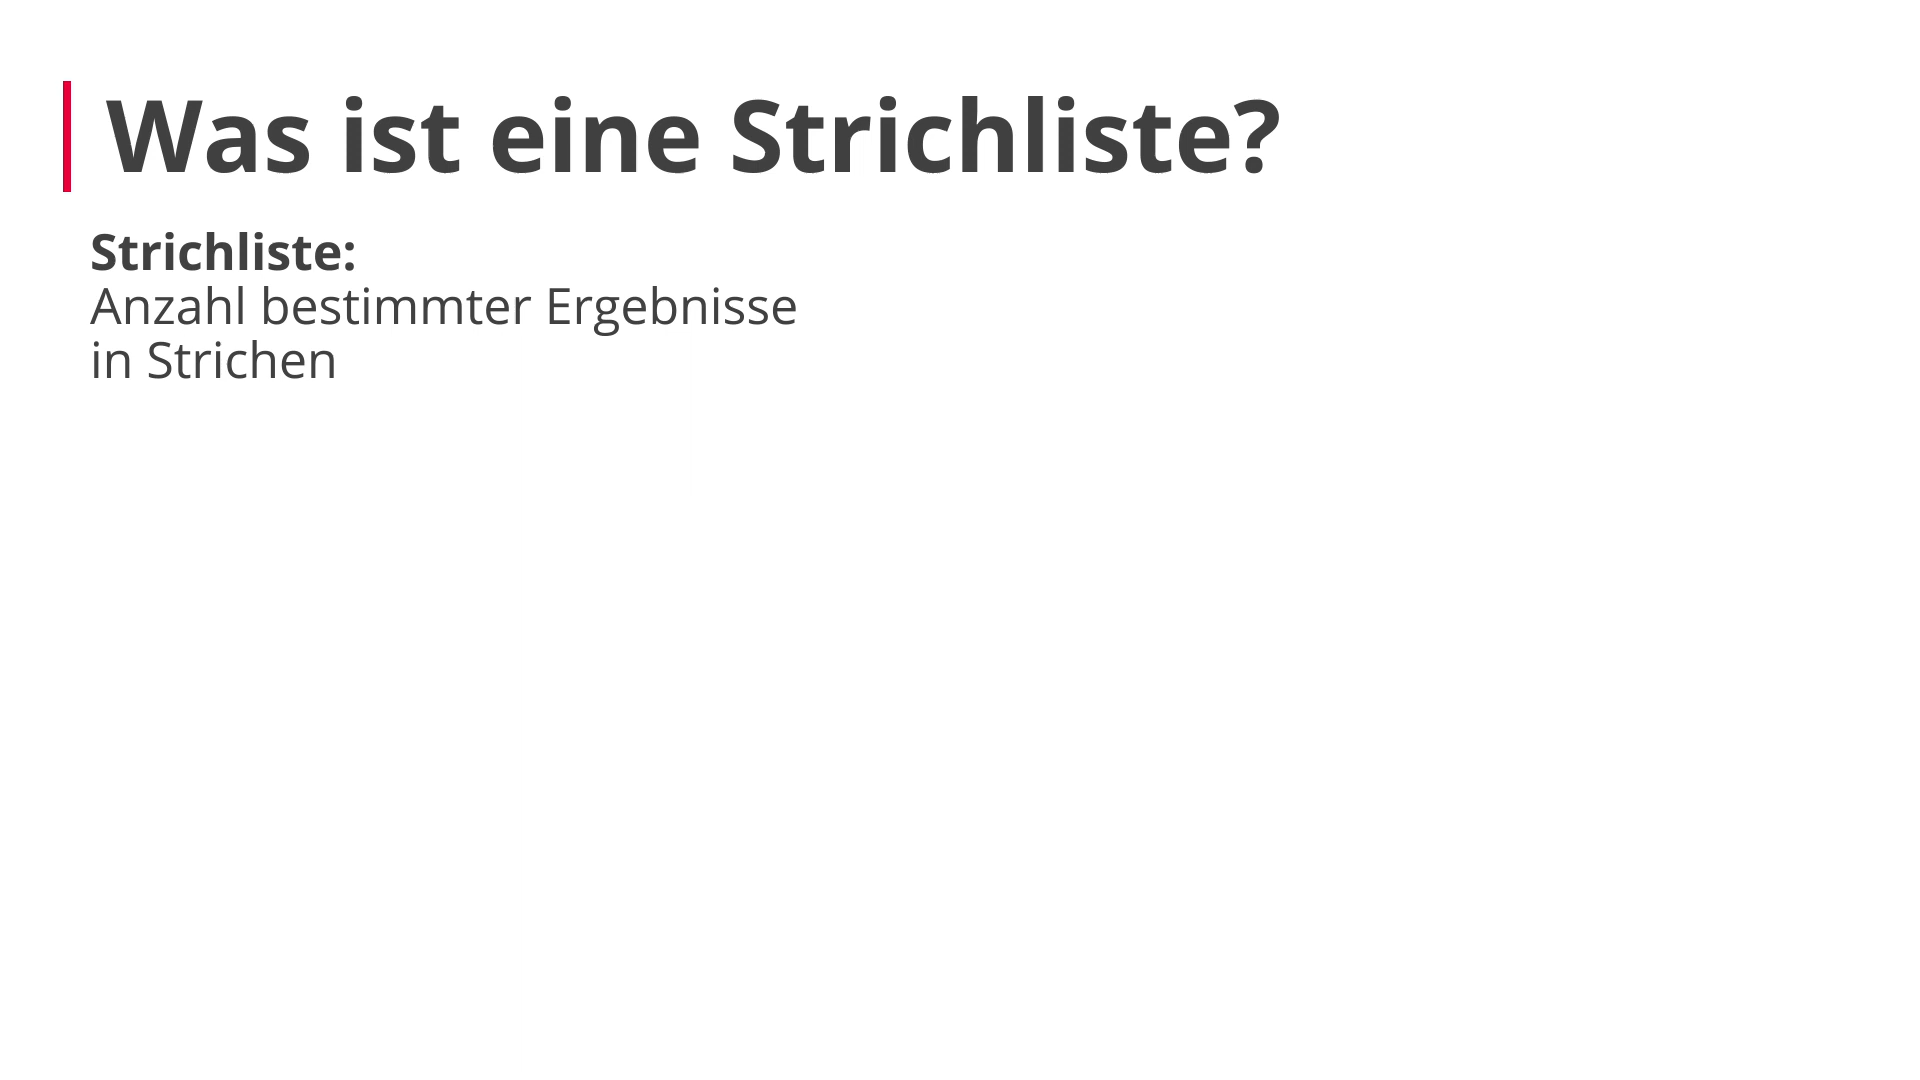 Was ist eine Strichliste?
Strichliste:
Anzahl bestimmter Ergebnisse
in Strichen